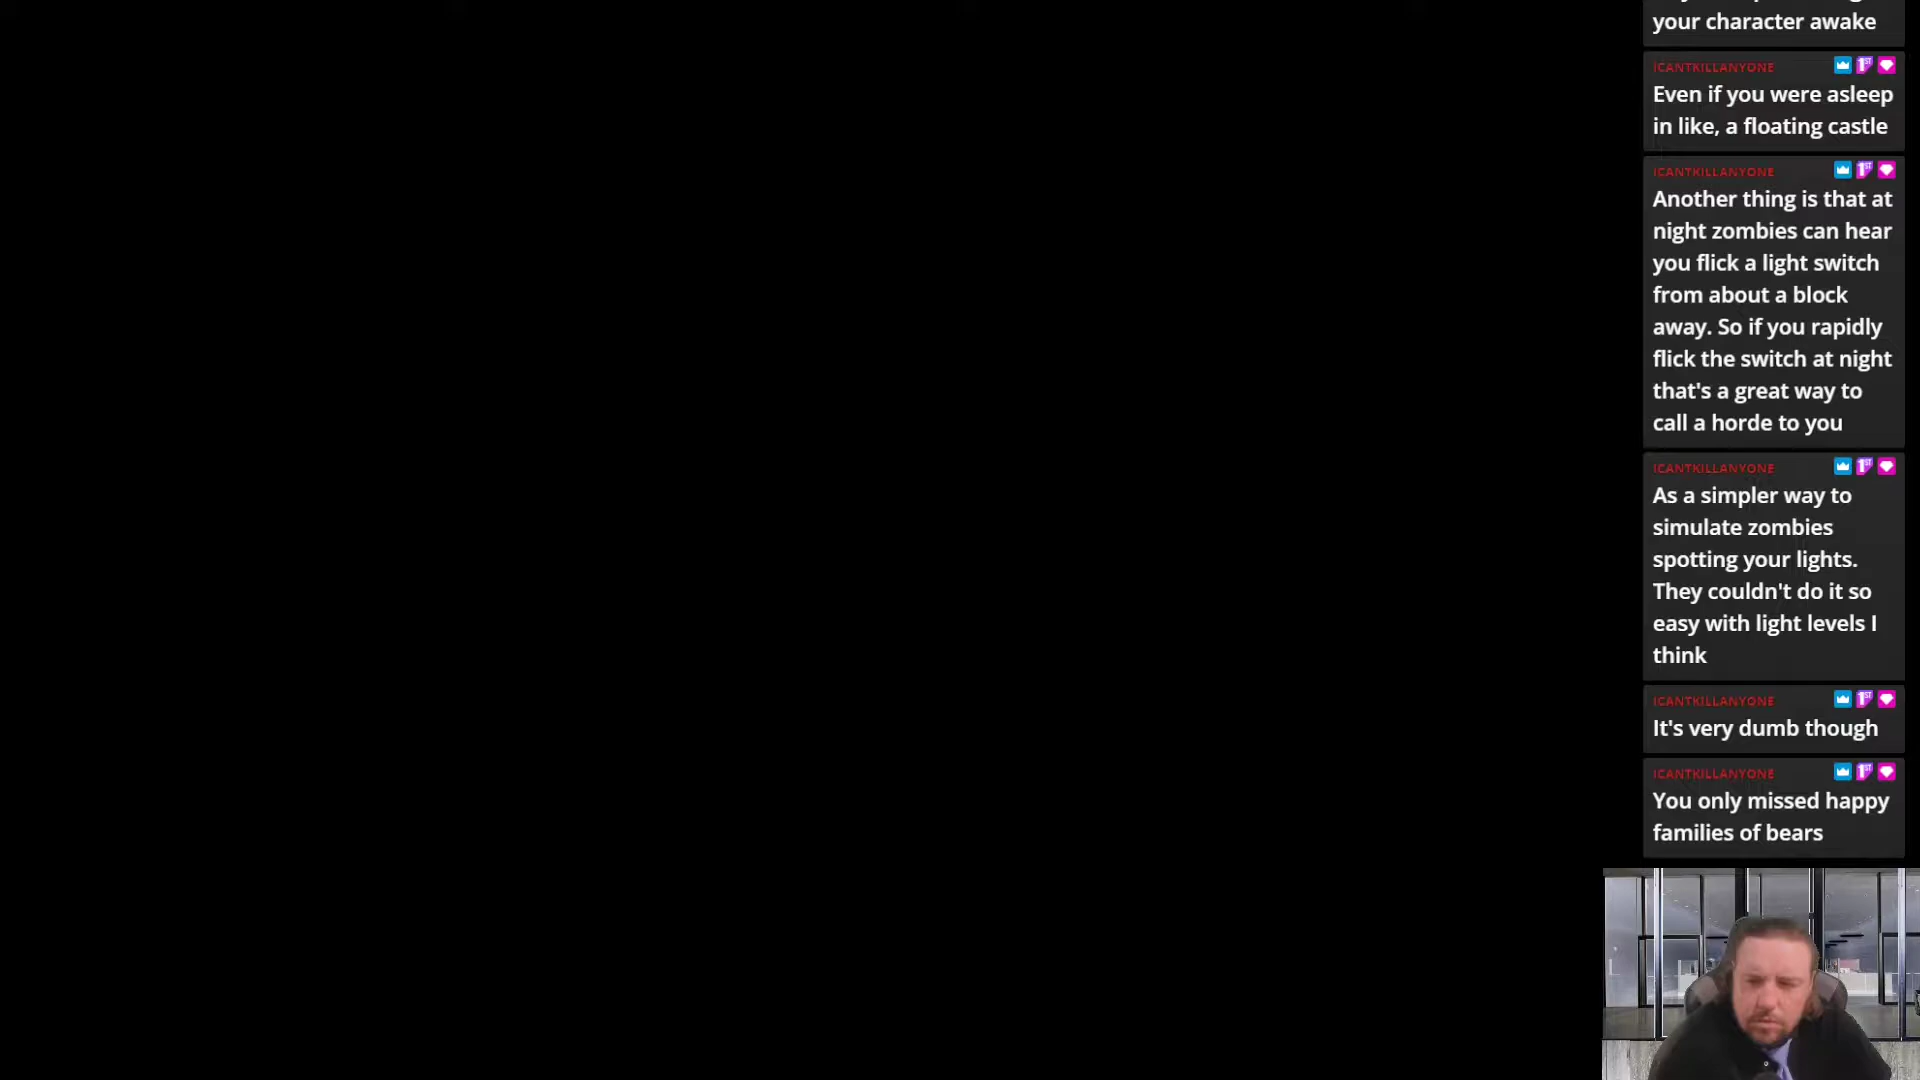 your character awake
ICANTKILLANYONE
Even if you were asleep
in like, a floating castle
ICANTKILLANYONE
Another thing is that at
night zombies can hear
you flick a light switch
from about a block
away. So if you rapidly
flick the switch at night
that's a great way to
call a horde to you
ICANTKILLANYONE
As a simpler way to
simulate zombies
spotting your lights.
They couldn't do it so
easy with light levels I
think
ICANTKILLANYONE
It's very dumb though
ICANTKILLANYONE
You only missed happy
families of bears